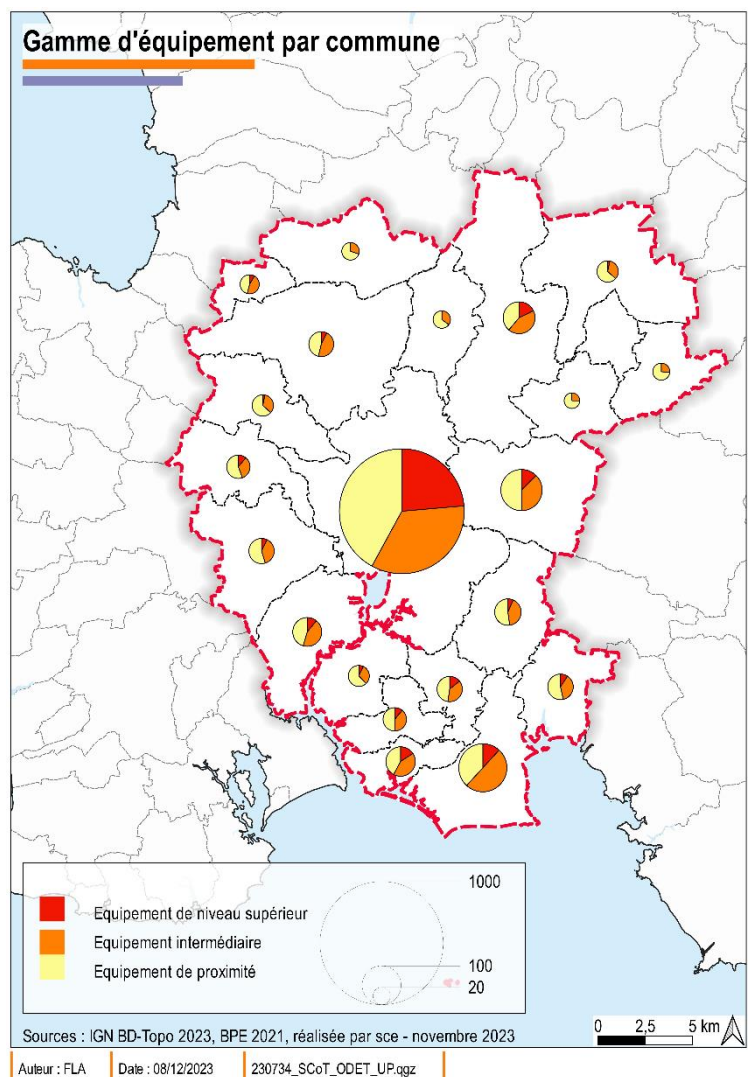 Gamme d'équipement par commune
1000
Equipement de niveau supérieur
Equipement intermédiaire
Equipement de proximité
100
20
Sources : IGN BD-Topo 2023, BPE 2021, réalisée par sce - novembre 2023
0 2,5 5 km
Auteur : FLA Date : 08/12/2023 230734_SCoT_ODET_UP.qgz